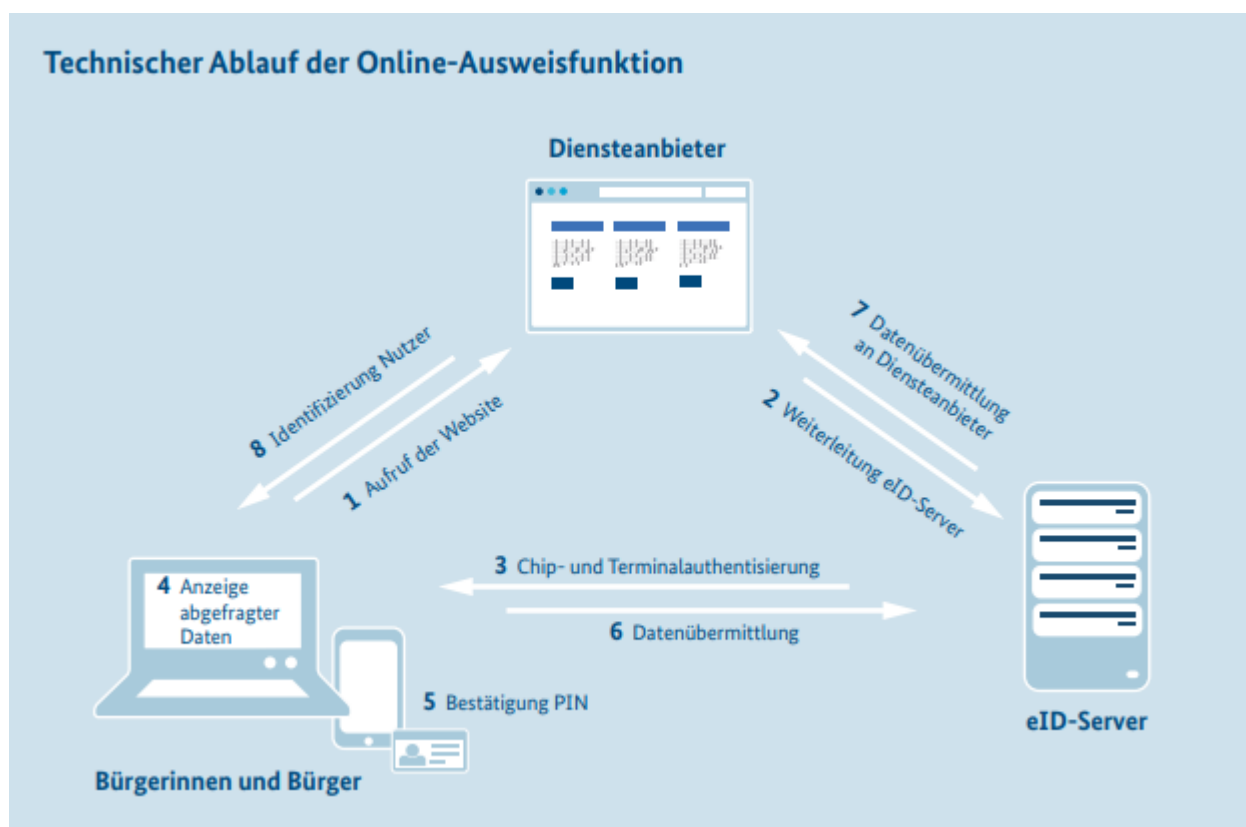 Technischer Ablauf der Online-Ausweisfunktion
Diensteanbieter
8 Identifizierung Nutzer
1 Aufruf der Website
7 Datenübermittlung
an Diensteanbieter
2 Weiterleitung eID-Server
3 Chip- und Terminalauthentisierung
4 Anzeige
abgefragter
Daten
6 Datenübermittlung
5 Bestätigung PIN
eID-Server
Bürgerinnen und Bürger